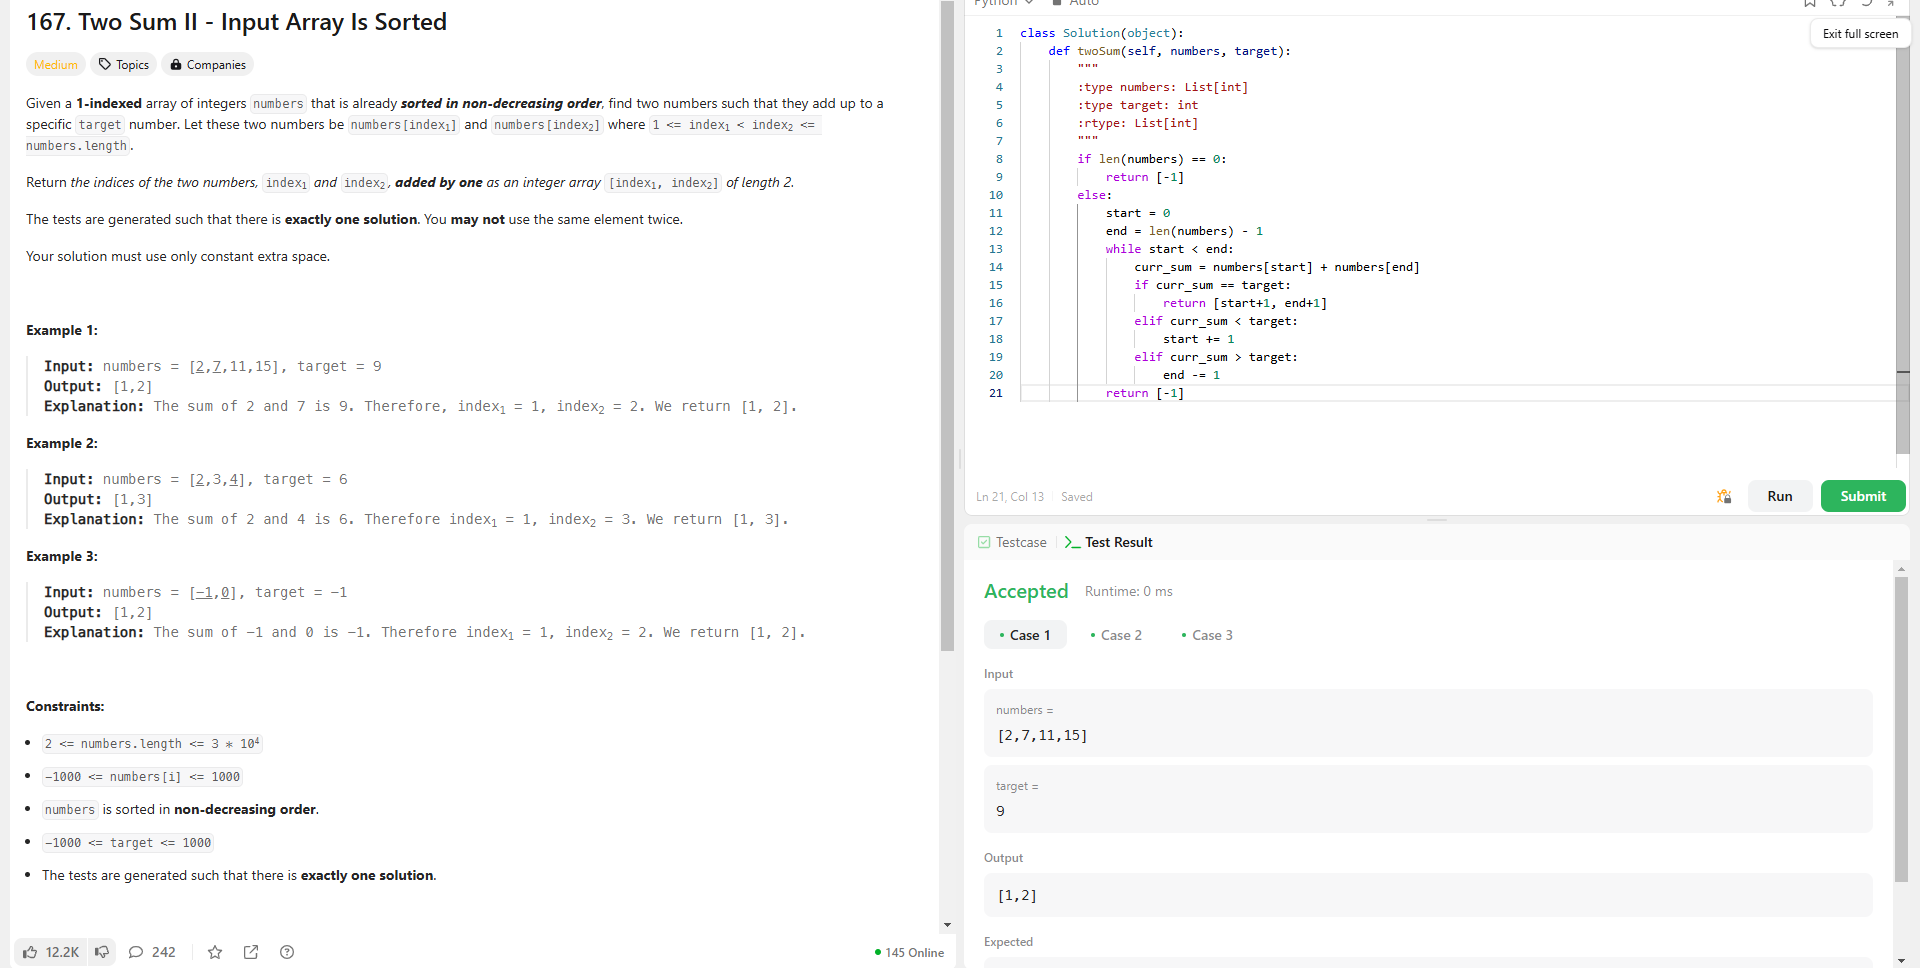 167. Two Sum II - Input Array Is Sorted
Medium Topics Companies
Given a 1-indexed array of integers numbers that is already sorted in non-decreasing order, find two numbers such that they add up to a
specific target number. Let these two numbers be numbers[index₁] and numbers[index₂] where 1 <= index₁ < index₂ <=
numbers.length.
Return the indices of the two numbers, index₁ and index₂, added by one as an integer array [index₁, index₂] of length 2.
The tests are generated such that there is exactly one solution. You may not use the same element twice.
Your solution must use only constant extra space.
Example 1:
Input: numbers = [2,7,11,15], target = 9
Output: [1,2]
Explanation: The sum of 2 and 7 is 9. Therefore, index₁ = 1, index₂ = 2. We return [1, 2].
Example 2:
Input: numbers = [2,3,4], target = 6
Output: [1,3]
Explanation: The sum of 2 and 4 is 6. Therefore index₁ = 1, index₂ = 3. We return [1, 3].
Example 3:
Input: numbers = [−1,0], target = −1
Output: [1,2]
Explanation: The sum of −1 and 0 is −1. Therefore index₁ = 1, index₂ = 2. We return [1, 2].
Constraints:
• 2 <= numbers.length <= 3 * 10⁴
• −1000 <= numbers[i] <= 1000
• numbers is sorted in non-decreasing order.
• −1000 <= target <= 1000
• The tests are generated such that there is exactly one solution.
12.2K 242 145 Online
Python Auto
Exit full screen
1 class Solution(object):
2     def twoSum(self, numbers, target):
3         """
4         :type numbers: List[int]
5         :type target: int
6         :rtype: List[int]
7         """
8         if len(numbers) == 0:
9             return [-1]
10         else:
11             start = 0
12             end = len(numbers) - 1
13             while start < end:
14                 curr_sum = numbers[start] + numbers[end]
15                 if curr_sum == target:
16                     return [start+1, end+1]
17                 elif curr_sum < target:
18                     start += 1
19                 elif curr_sum > target:
20                     end -= 1
21             return [-1]
Ln 21, Col 13 Saved Run Submit
Testcase Test Result
Accepted Runtime: 0 ms
• Case 1 • Case 2 • Case 3
Input
numbers =
[2,7,11,15]
target =
9
Output
[1,2]
Expected